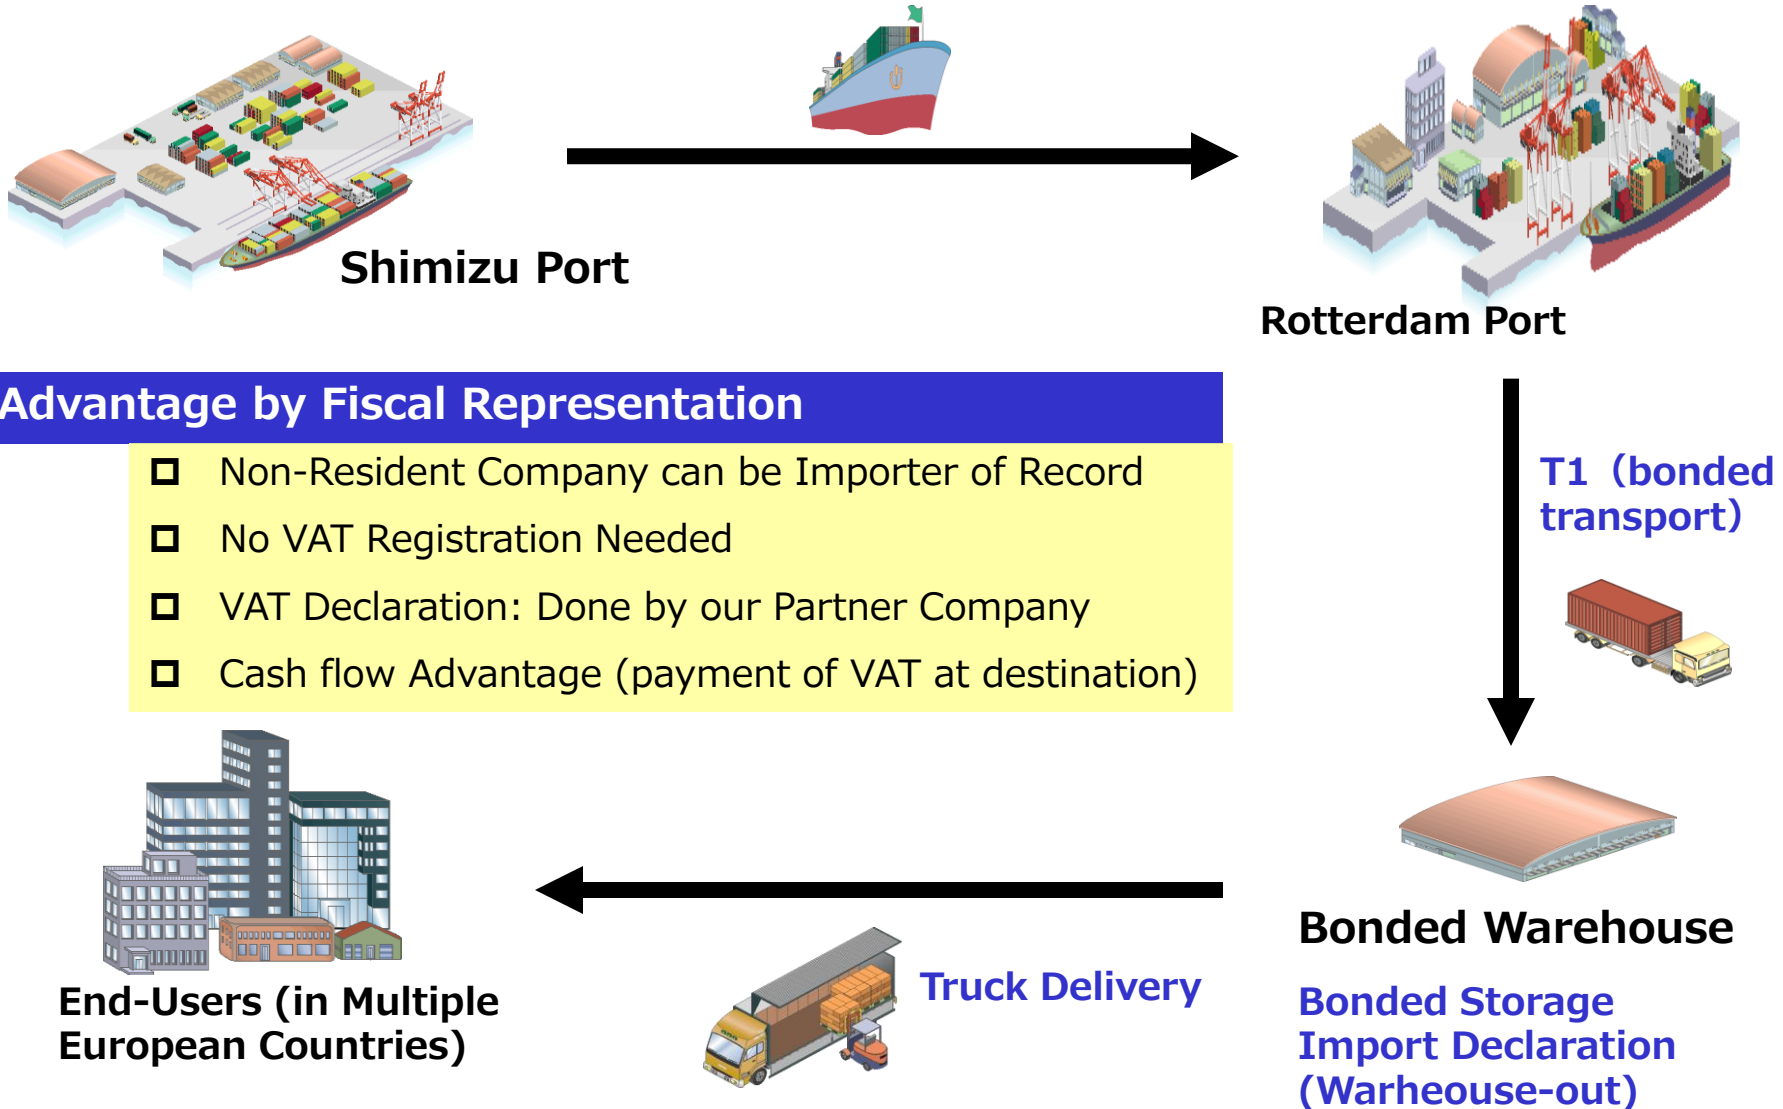 Shimizu Port
Rotterdam Port
Advantage by Fiscal Representation
Non-Resident Company can be Importer of Record
No VAT Registration Needed
VAT Declaration: Done by our Partner Company
Cash flow Advantage (payment of VAT at destination)
T1（bonded
transport）
Bonded Warehouse
Bonded Storage
Import Declaration
(Warheouse-out)
Truck Delivery
End-Users (in Multiple
European Countries)